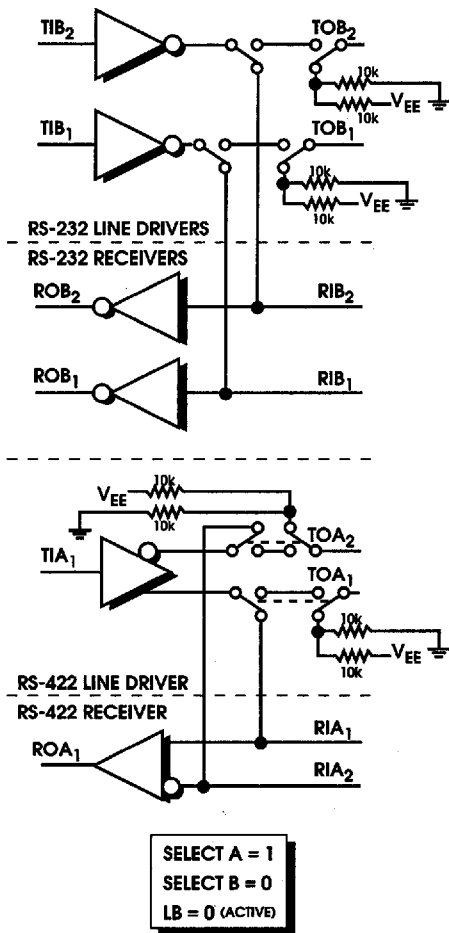 TIB2 TOB2
10k
10k VEE
TIB1 TOB1
10k
10k VEE
RS-232 LINE DRIVERS
RS-232 RECEIVERS
ROB2 RIB2
ROB1 RIB1
10k
VEE
10k
TOA2
TIA1
TOA1
10k
10k VEE
RS-422 LINE DRIVER
RS-422 RECEIVER
RIA1
ROA1
RIA2
SELECT A = 1
SELECT B = 0
LB = 0 (ACTIVE)